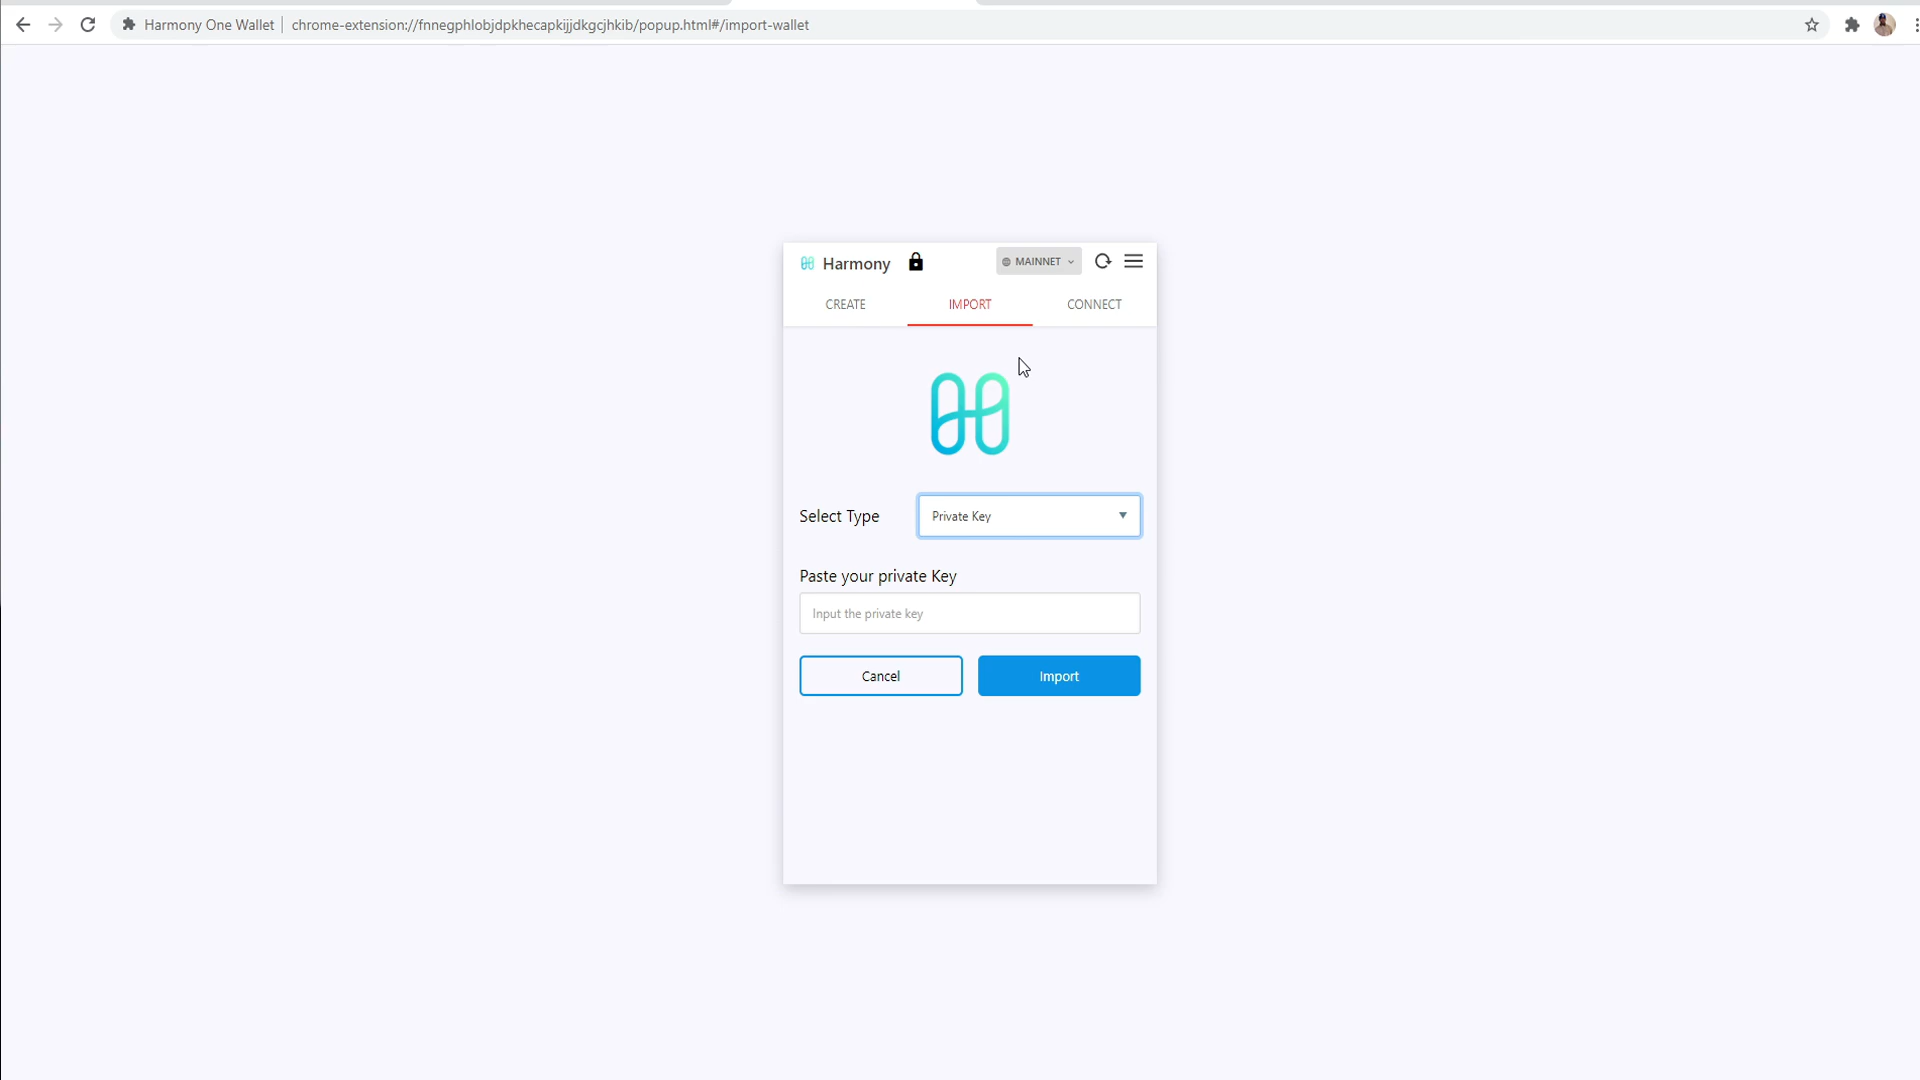 Harmony One Wallet | chrome-extension://fnnegphlobjdpkhecapkijjdkgcjhkib/popup.html#/import-wallet
Harmony MAINNET
CREATE IMPORT CONNECT
Select Type Private Key
Paste your private Key
Input the private key
Cancel Import